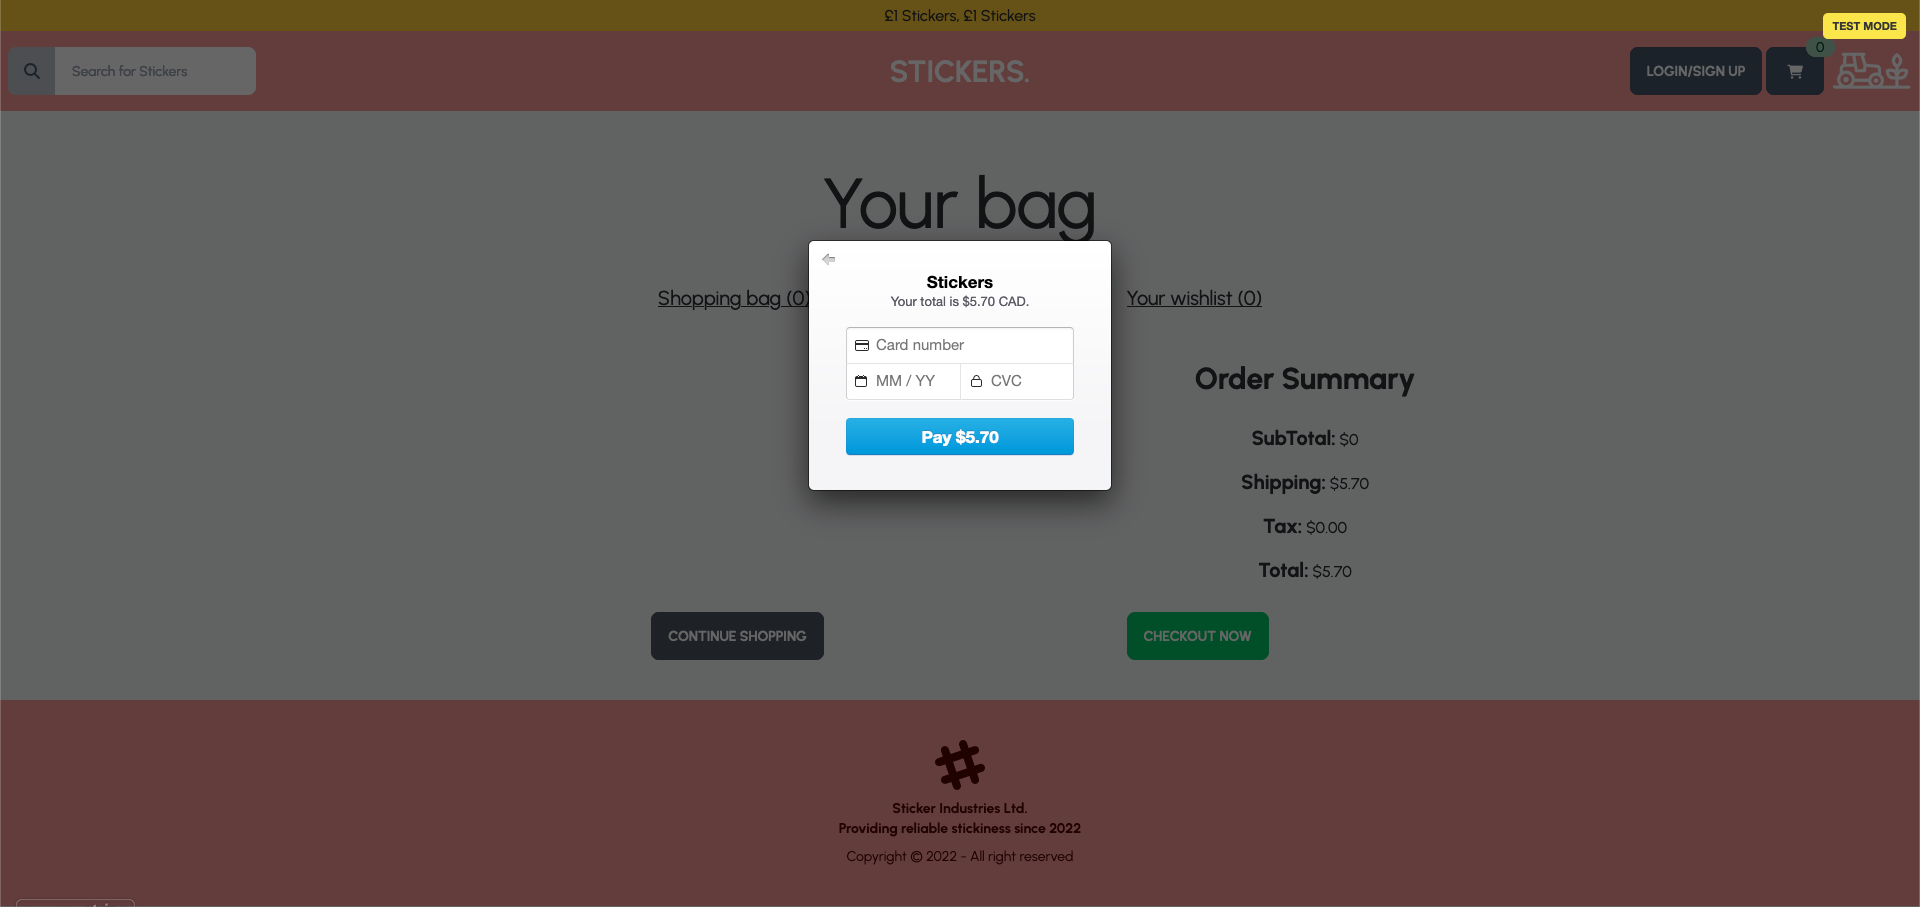 £1 Stickers, £1 Stickers
TEST MODE
Search for Stickers
STICKERS.
LOGIN/SIGN UP
0
Your bag
Shopping bag (0)
Your wishlist (0)
Stickers
Your total is $5.70 CAD.
Card number
MM / YY
CVC
Pay $5.70
Order Summary
SubTotal: $0
Shipping: $5.70
Tax: $0.00
Total: $5.70
CONTINUE SHOPPING
CHECKOUT NOW
Sticker Industries Ltd.
Providing reliable stickiness since 2022
Copyright © 2022 - All right reserved